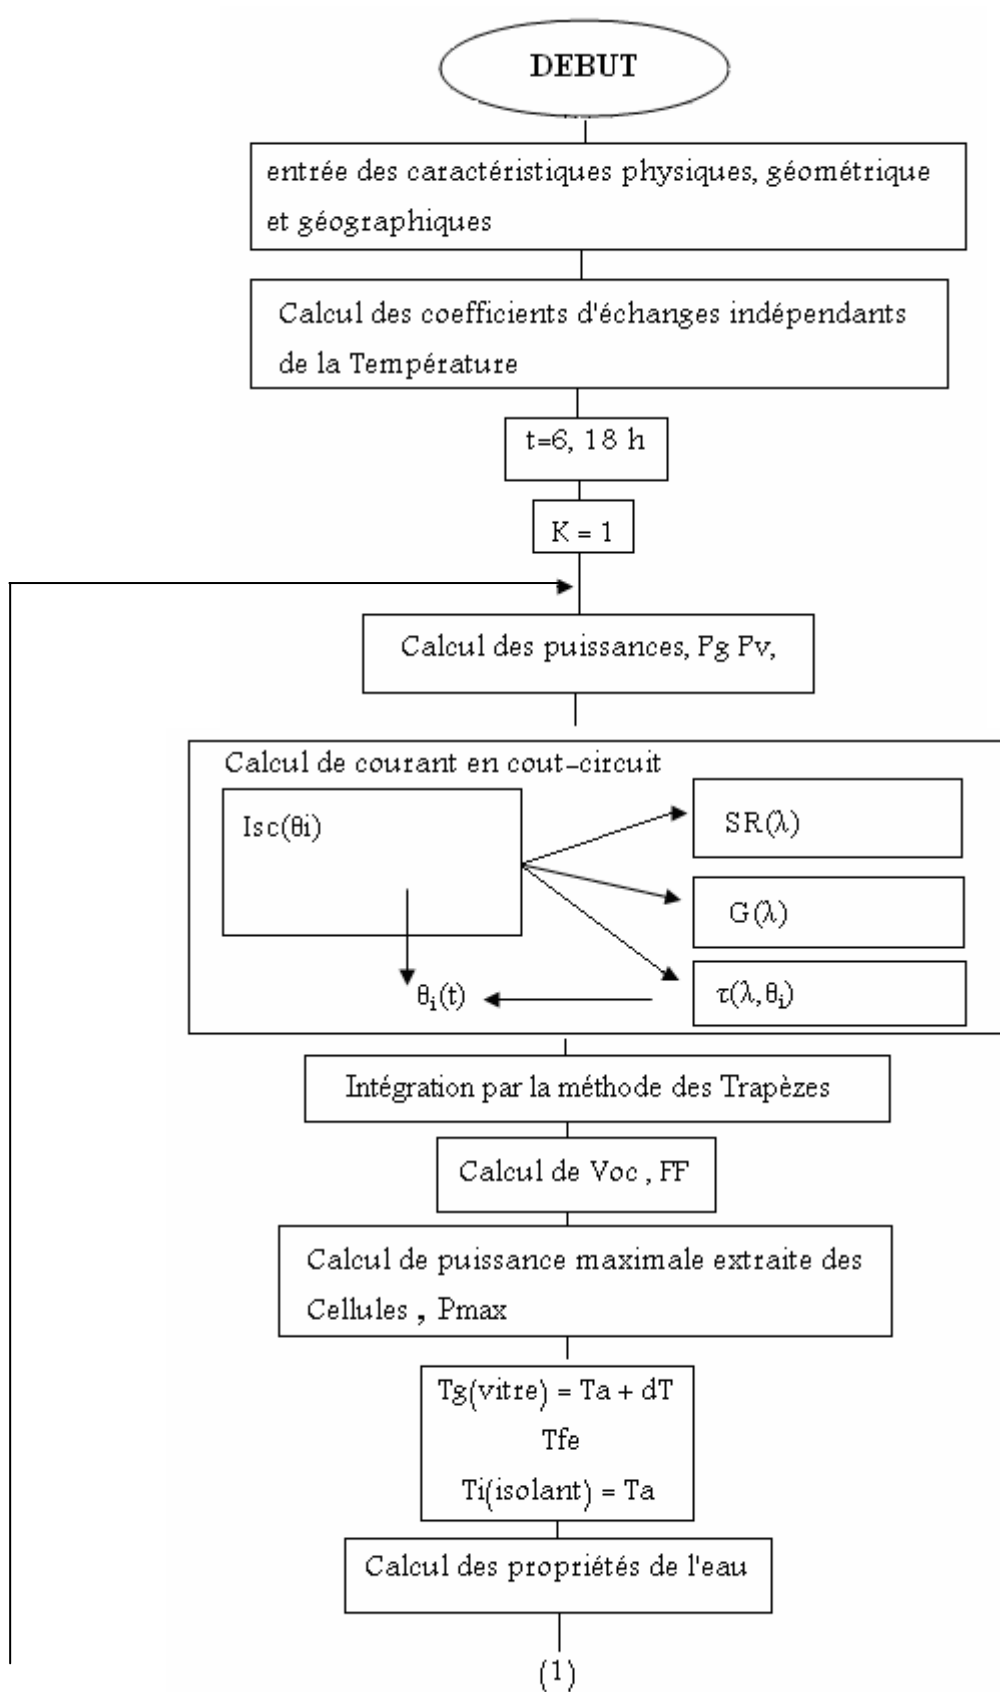 DEBUT
entrée des caractéristiques physiques, géométrique
et géographiques
Calcul des coefficients d'échanges indépendants
de la Température
t=6, 18 h
K = 1
Calcul des puissances, Pg Pv,
Calcul de courant en cout-circuit
Isc(θi)
SR(λ)
G(λ)
θi(t)
τ(λ,θi)
Intégration par la méthode des Trapèzes
Calcul de Voc , FF
Calcul de puissance maximale extraite des
Cellules , Pmax
Tg(vitre) = Ta + dT
Tfe
Ti(isolant) = Ta
Calcul des propriétés de l'eau
(1)